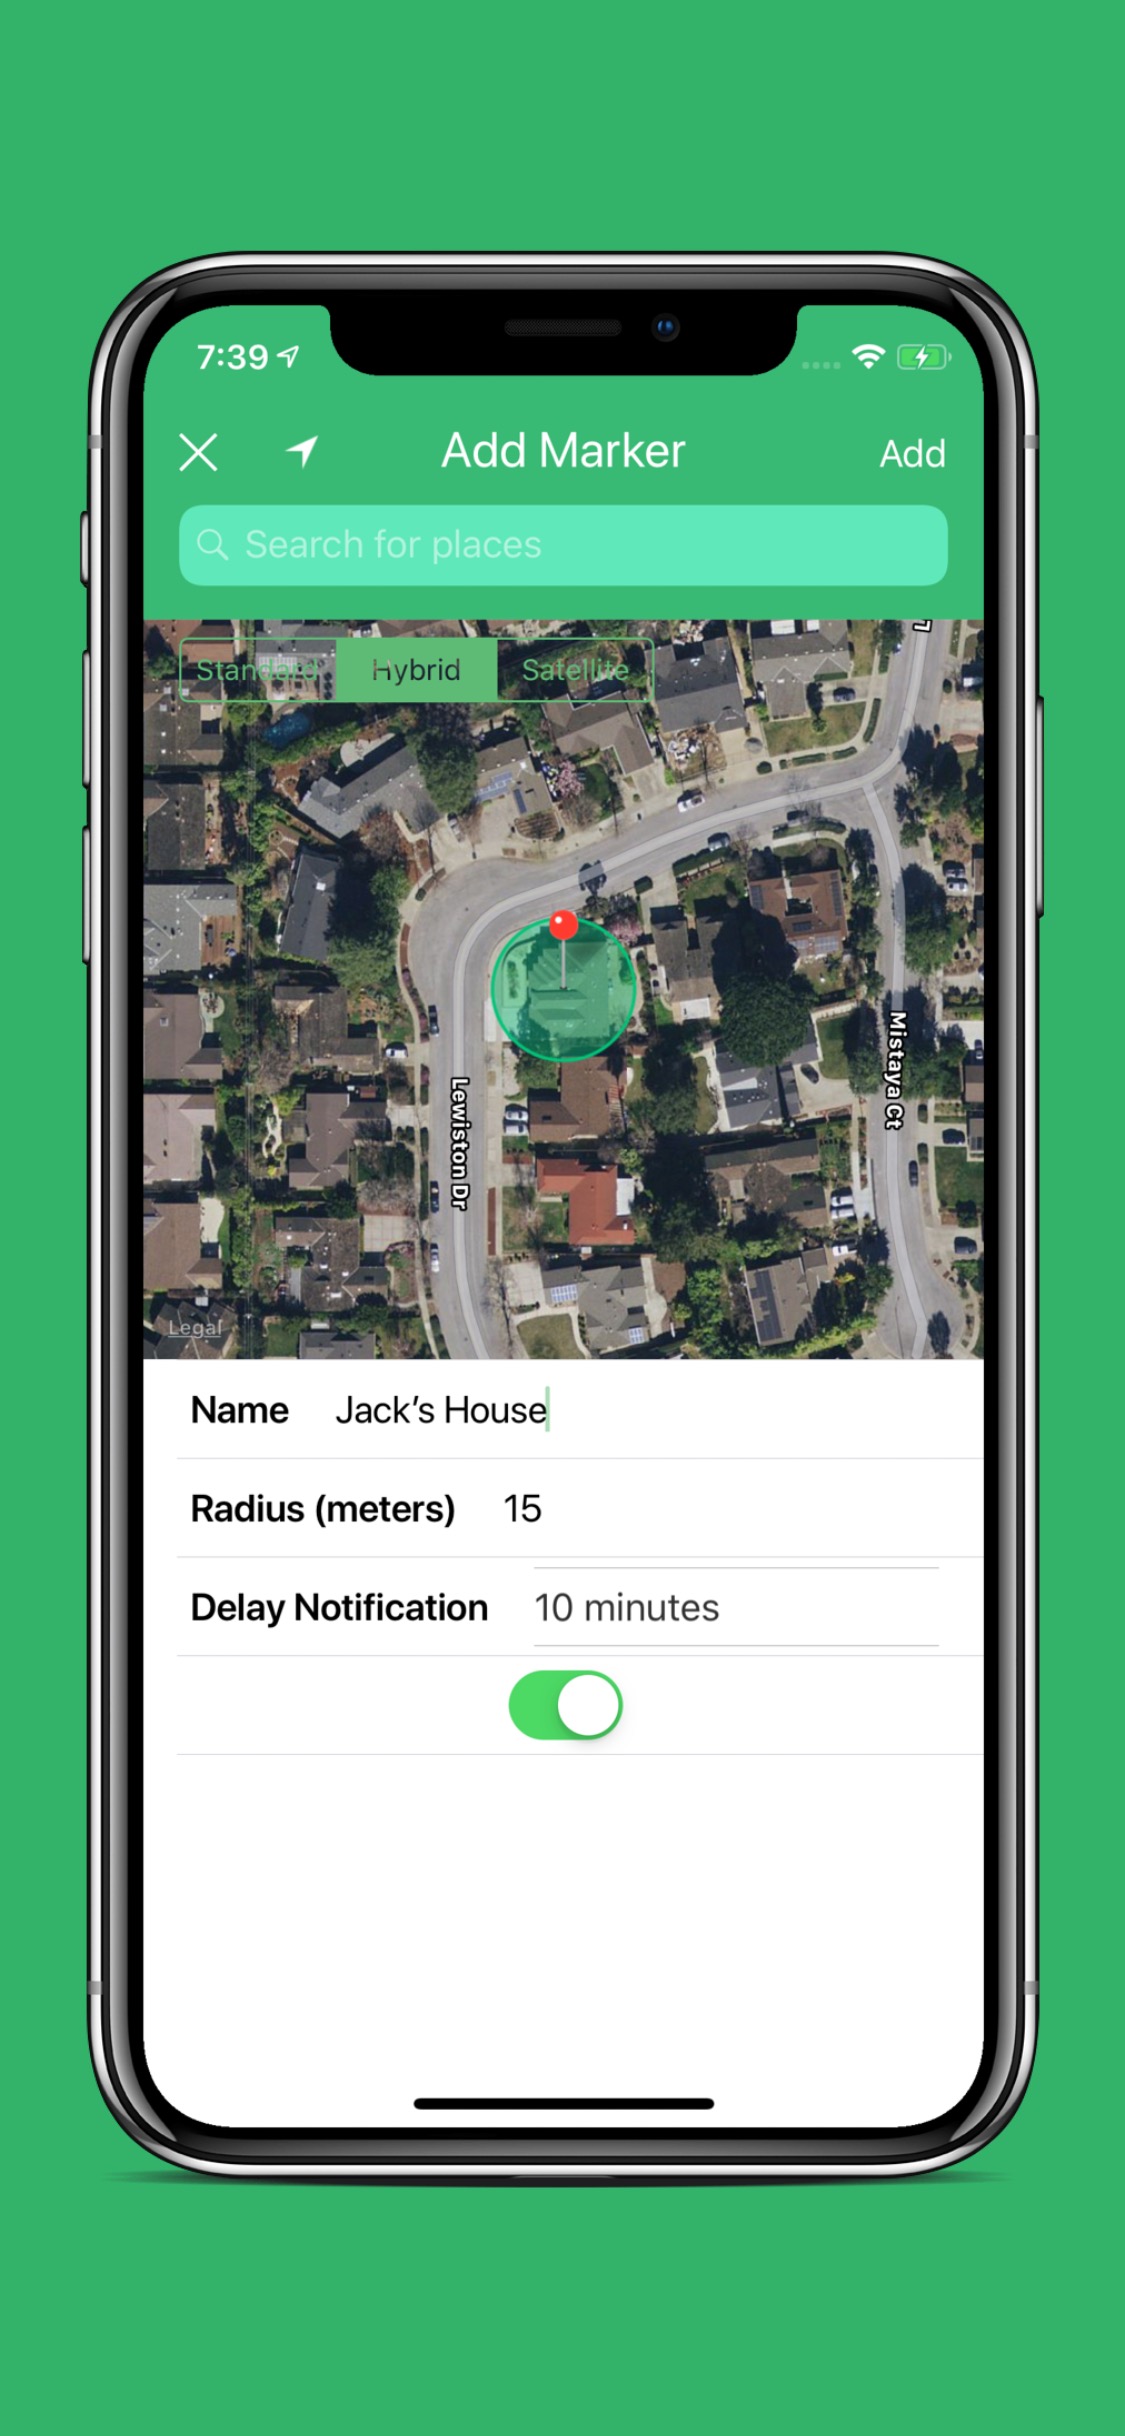 7:39
Add Marker
Add
Search for places
Standard Hybrid Satellite
Mistaya Ct
Lewiston Dr
Legal
Name Jack’s House
Radius (meters) 15
Delay Notification 10 minutes